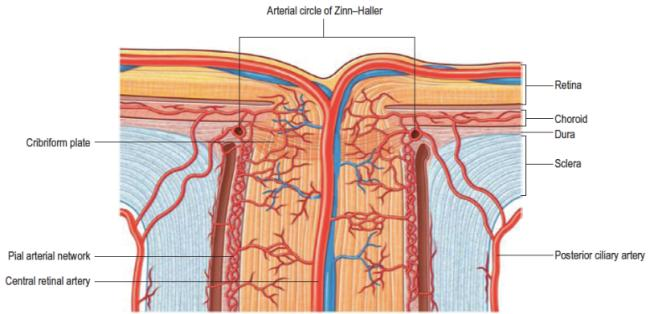 Arterial circle of Zinn–Haller
Retina
Choroid
Dura
Cribriform plate
Sclera
Pial arterial network
Posterior ciliary artery
Central retinal artery